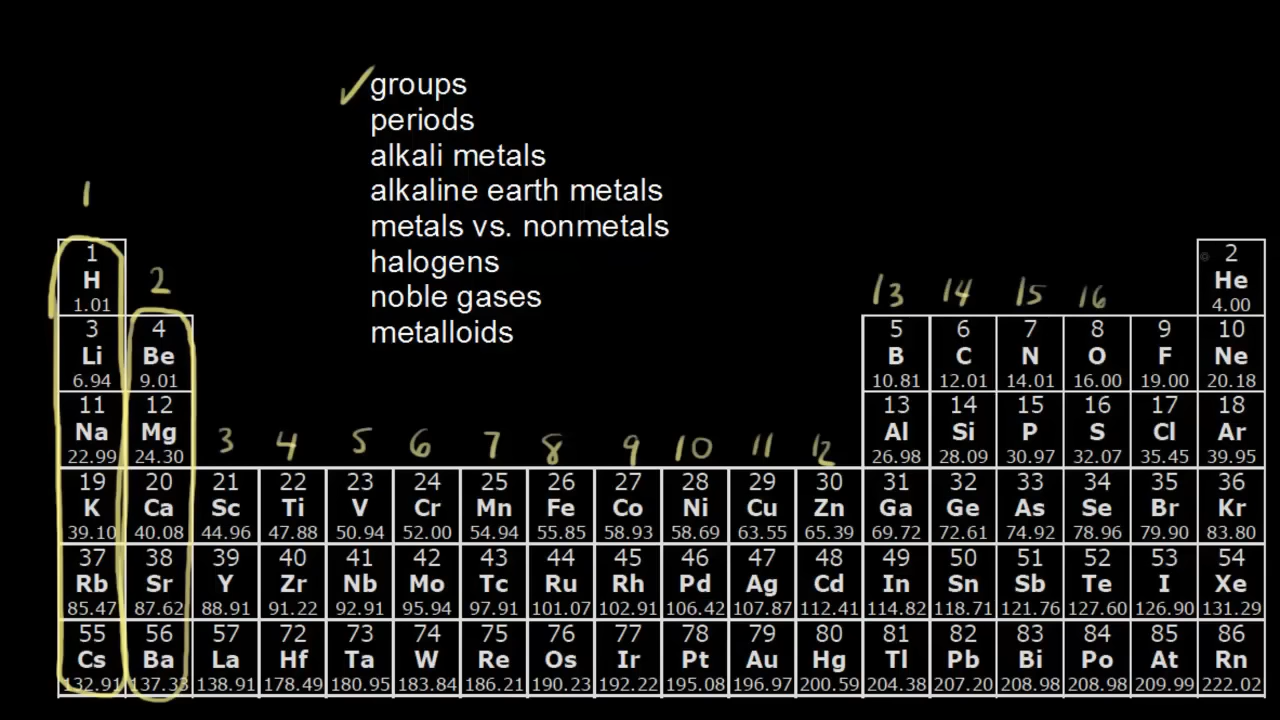 groups
periods
alkali metals
alkaline earth metals
metals vs. nonmetals
halogens
noble gases
metalloids
1
1 2
H 2 13 14 15 16 He
1.01 4.00
3 4 5 6 7 8 9 10
Li Be B C N O F Ne
6.94 9.01 10.81 12.01 14.01 16.00 19.00 20.18
11 12 13 14 15 16 17 18
Na Mg 3 4 5 6 7 8 9 10 11 12 Al Si P S Cl Ar
22.99 24.30 26.98 28.09 30.97 32.07 35.45 39.95
19 20 21 22 23 24 25 26 27 28 29 30 31 32 33 34 35 36
K Ca Sc Ti V Cr Mn Fe Co Ni Cu Zn Ga Ge As Se Br Kr
39.10 40.08 44.96 47.88 50.94 52.00 54.94 55.85 58.93 58.69 63.55 65.39 69.72 72.61 74.92 78.96 79.90 83.80
37 38 39 40 41 42 43 44 45 46 47 48 49 50 51 52 53 54
Rb Sr Y Zr Nb Mo Tc Ru Rh Pd Ag Cd In Sn Sb Te I Xe
85.47 87.62 88.91 91.22 92.91 95.94 97.91 101.07 102.91 106.42 107.87 112.41 114.82 118.71 121.76 127.60 126.90 131.29
55 56 57 72 73 74 75 76 77 78 79 80 81 82 83 84 85 86
Cs Ba La Hf Ta W Re Os Ir Pt Au Hg Tl Pb Bi Po At Rn
132.91 137.33 138.91 178.49 180.95 183.84 186.21 190.23 192.22 195.08 196.97 200.59 204.38 207.20 208.98 208.98 209.99 222.02